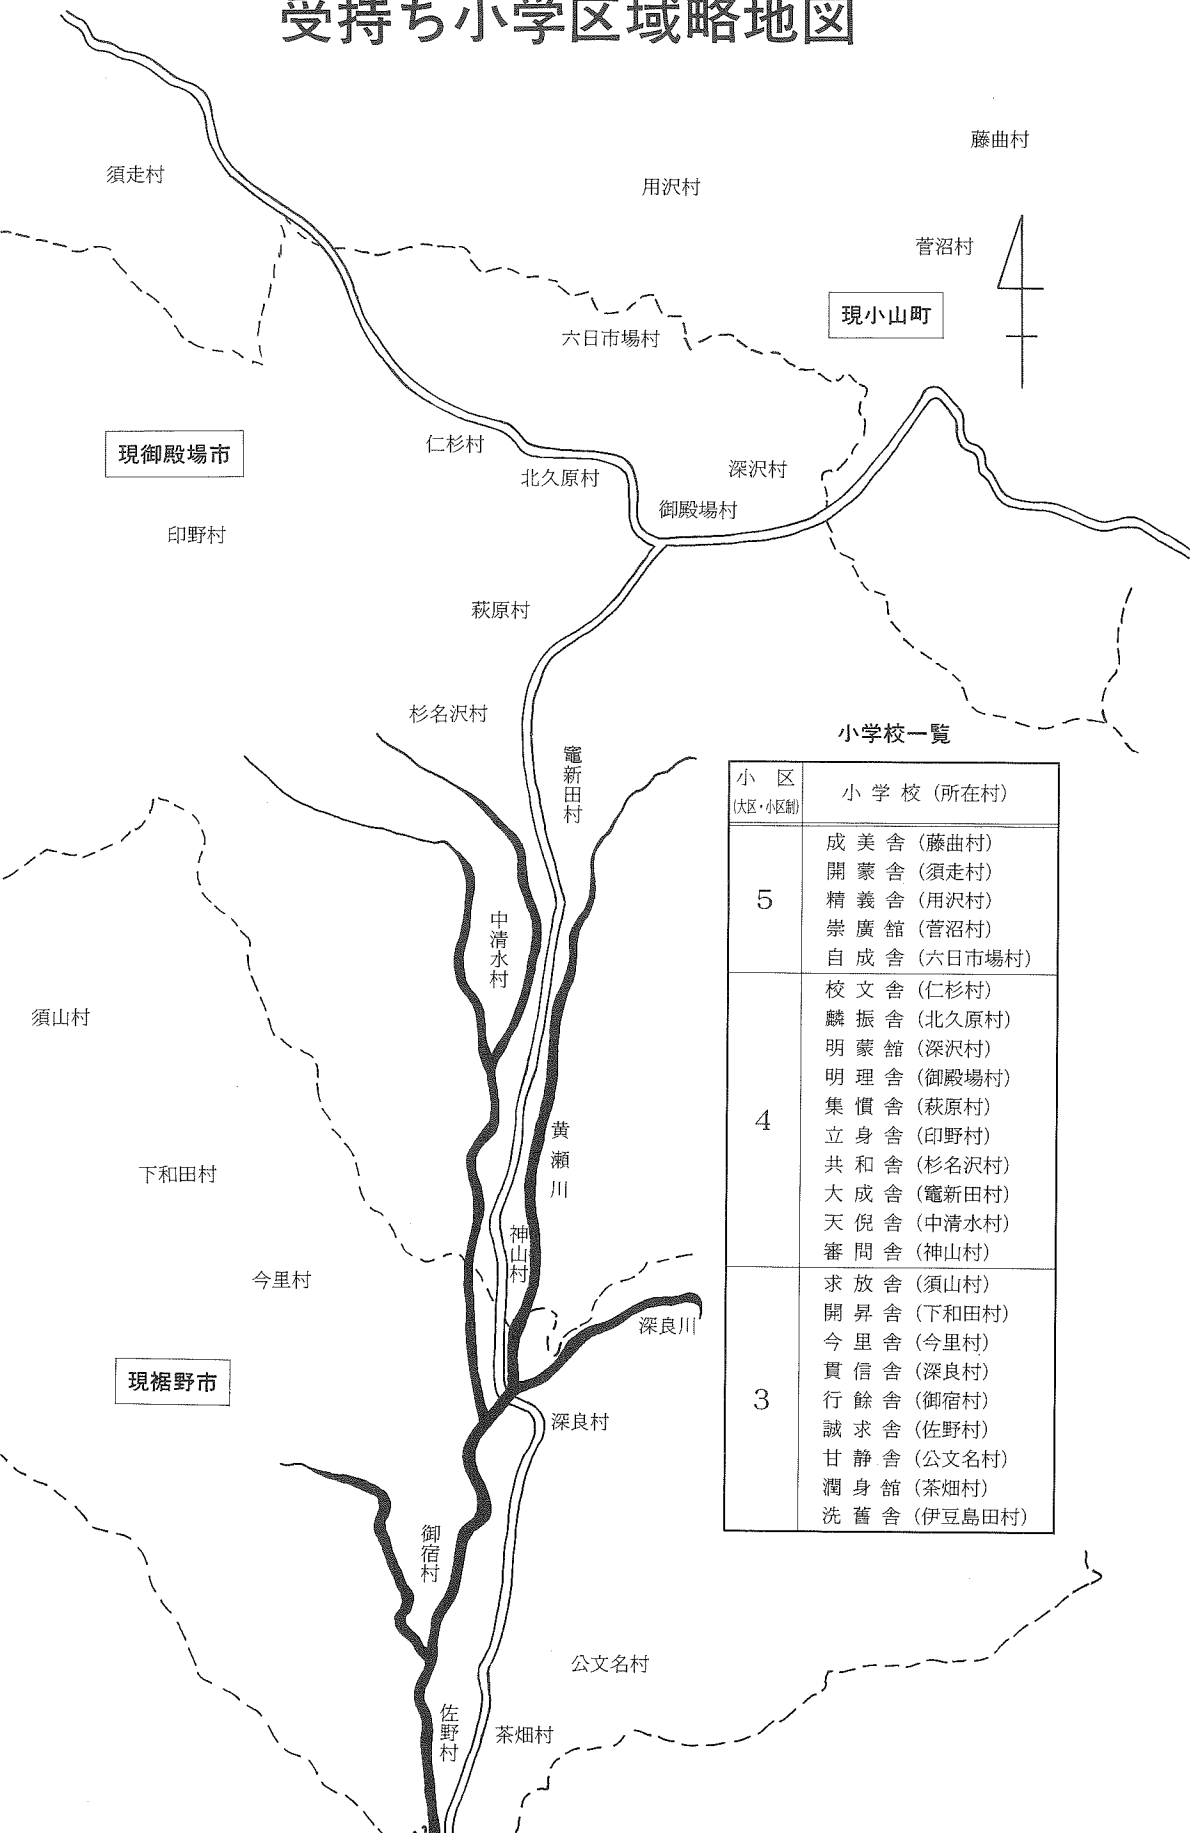 受持ち小学区域略地図
藤曲村
須走村
用沢村
菅沼村
現小山町
六日市場村
仁杉村
現御殿場市
北久原村
深沢村
御殿場村
印野村
萩原村
杉名沢村
竈新田村
中清水村
須山村
黄瀬川
下和田村
神山村
今里村
深良川
現裾野市
深良村
御宿村
公文名村
佐野村
茶畑村
小学校一覧
小区 小学校（所在村）
（大区・小区制）
5
成美舎（藤曲村）
開蒙舎（須走村）
精義舎（用沢村）
崇廣舘（菅沼村）
自成舎（六日市場村）
4
校文舎（仁杉村）
麟振舎（北久原村）
明蒙舘（深沢村）
明理舎（御殿場村）
集慣舎（萩原村）
立身舎（印野村）
共和舎（杉名沢村）
大成舎（竈新田村）
天倪舎（中清水村）
審問舎（神山村）
3
求放舎（須山村）
開昇舎（下和田村）
今里舎（今里村）
貫信舎（深良村）
行餘舎（御宿村）
誠求舎（佐野村）
甘静舎（公文名村）
潤身舘（茶畑村）
洗舊舎（伊豆島田村）